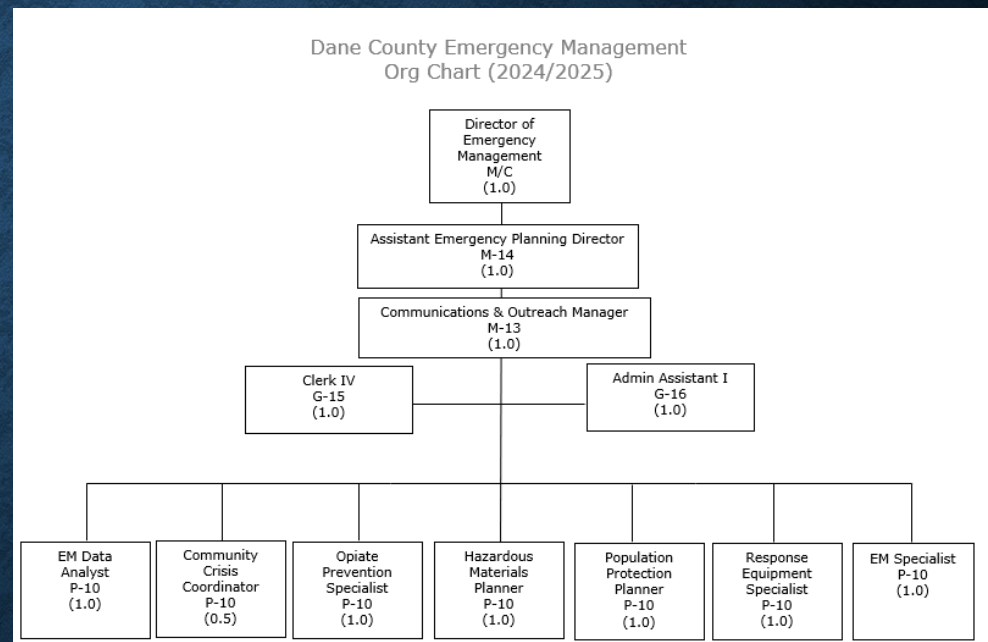 Dane County Emergency Management
Org Chart (2024/2025)
Director of
Emergency
Management
M/C
(1.0)
Assistant Emergency Planning Director
M-14
(1.0)
Communications & Outreach Manager
M-13
(1.0)
Clerk IV
G-15
(1.0)
Admin Assistant I
G-16
(1.0)
EM Data
Analyst
P-10
(1.0)
Community
Crisis
Coordinator
P-10
(0.5)
Opiate
Prevention
Specialist
P-10
(1.0)
Hazardous
Materials
Planner
P-10
(1.0)
Population
Protection
Planner
P-10
(1.0)
Response
Equipment
Specialist
P-10
(1.0)
EM Specialist
P-10
(1.0)